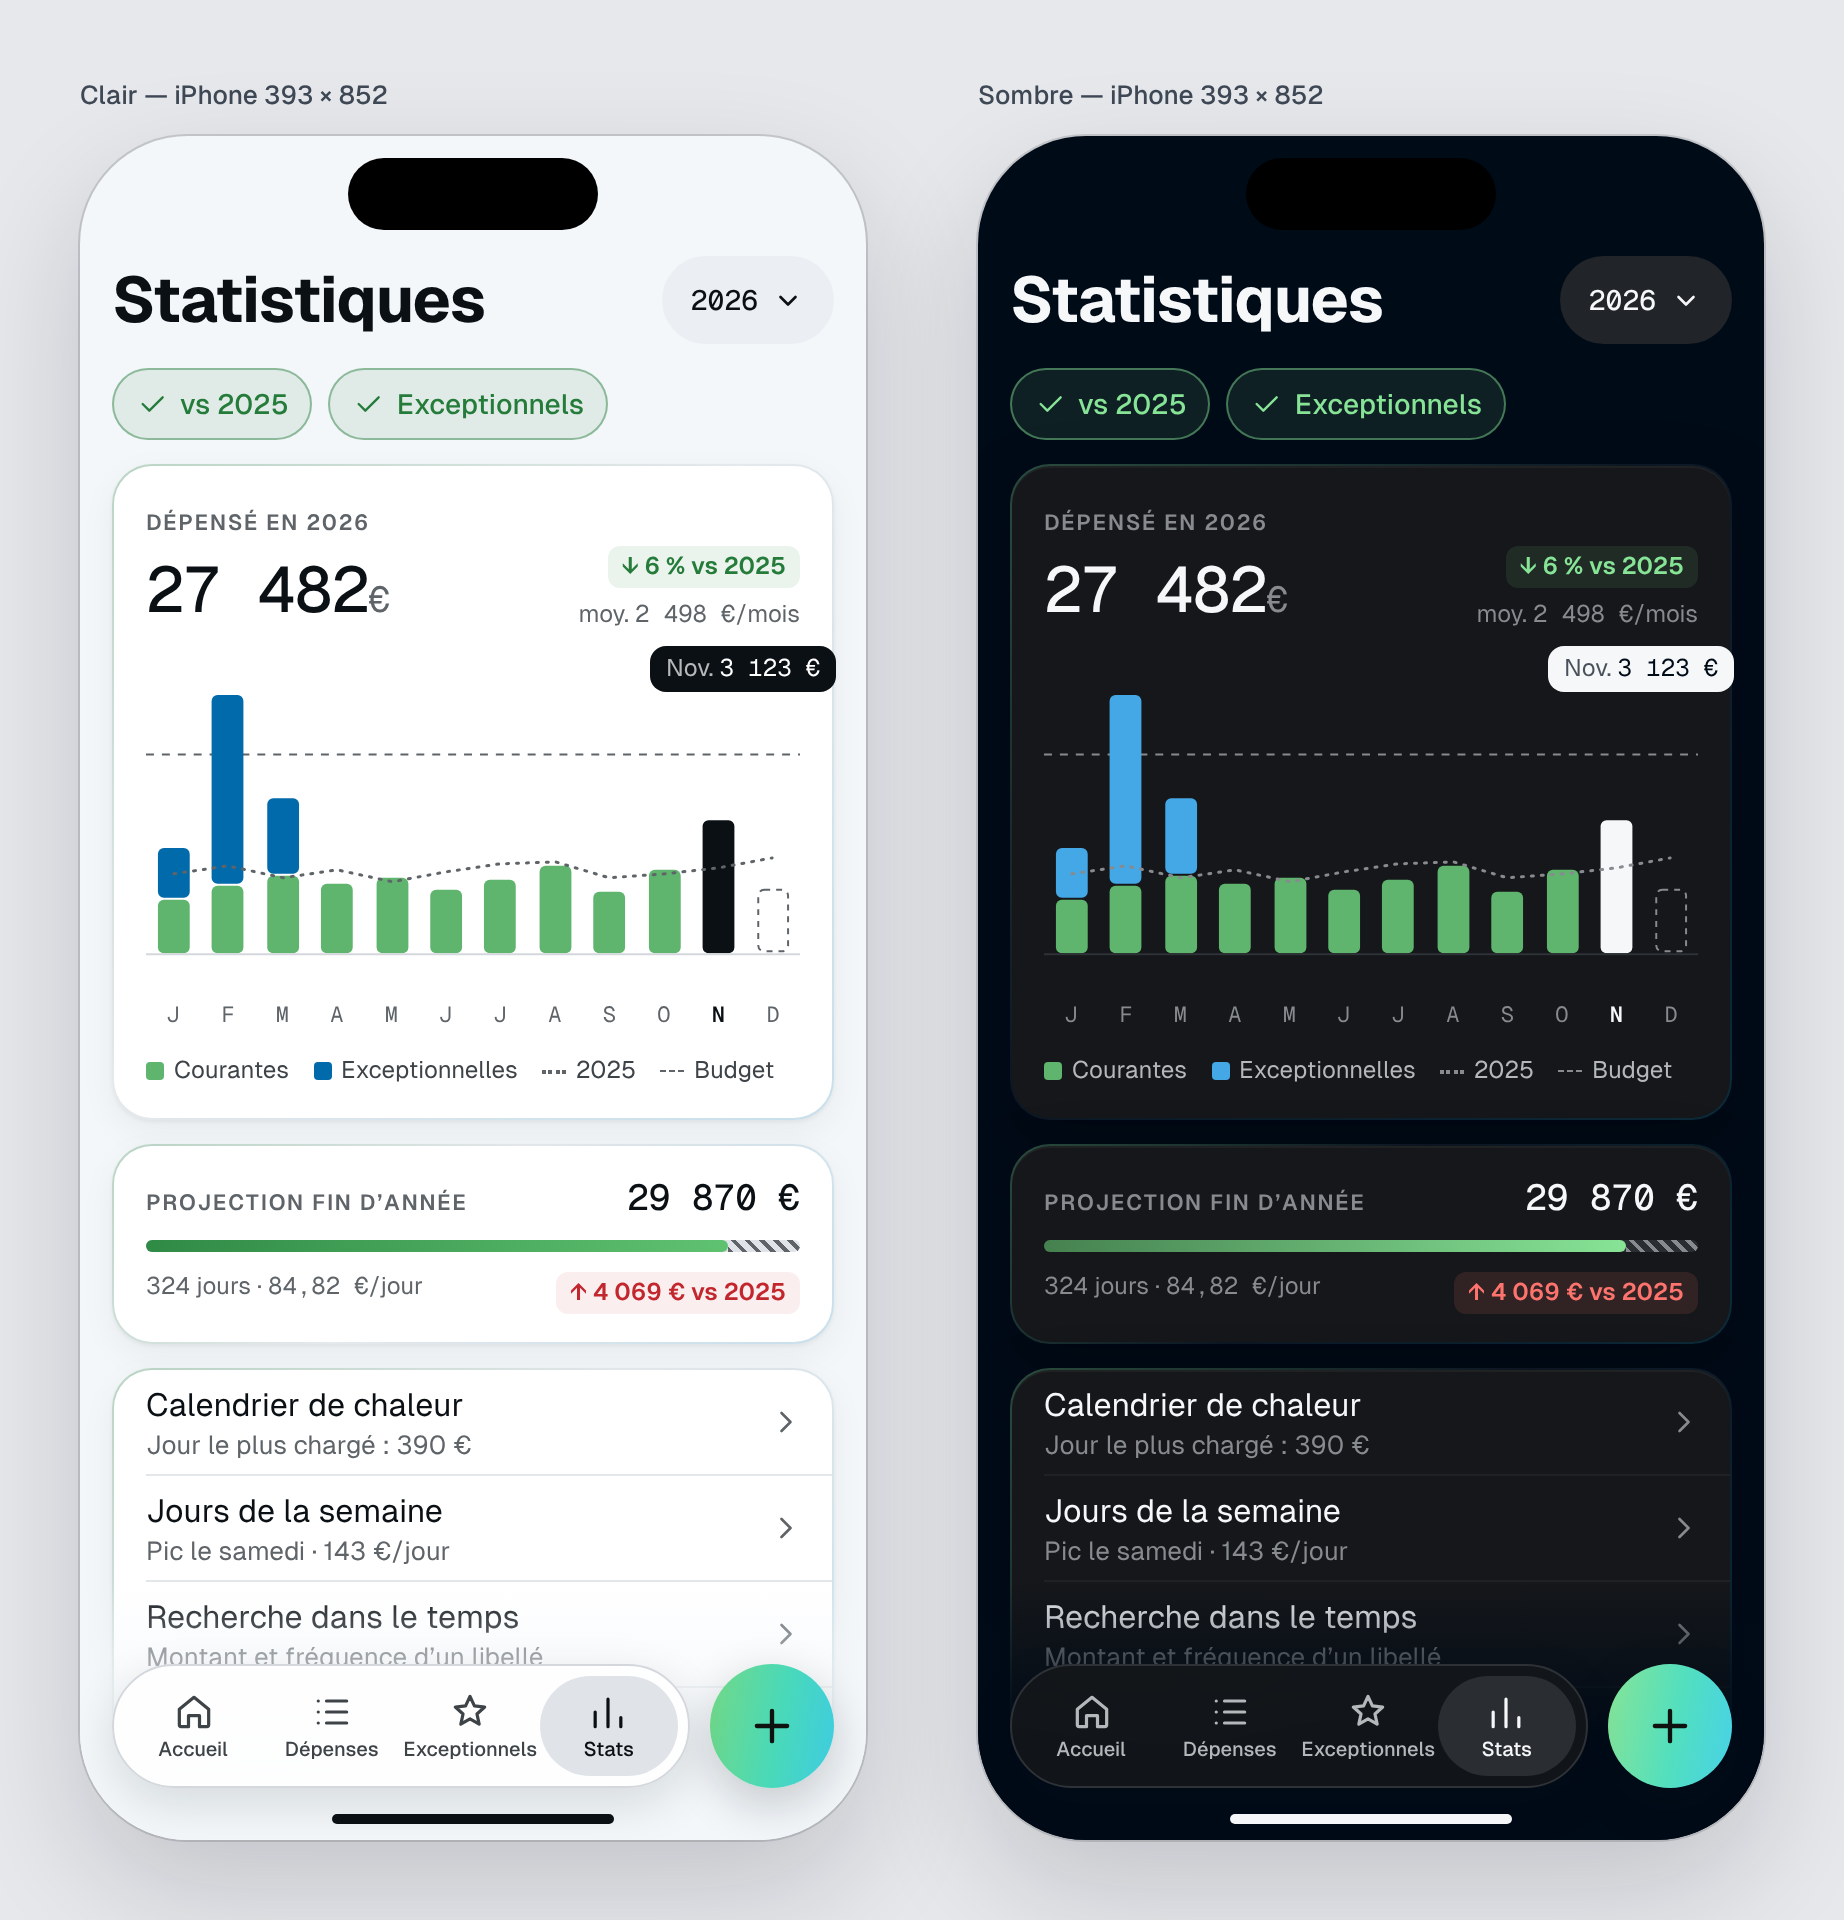 Clair — iPhone 393 × 852
Statistiques
2026
vs 2025
Exceptionnels
DÉPENSÉ EN 2026
27 482€
↓ 6 % vs 2025
moy. 2 498 €/mois
Nov. 3 123 €
J F M A M J J A S O N D
Courantes Exceptionnelles 2025 Budget
PROJECTION FIN D’ANNÉE
29 870 €
324 jours · 84,82 €/jour
↑ 4 069 € vs 2025
Calendrier de chaleur
Jour le plus chargé : 390 €
Jours de la semaine
Pic le samedi · 143 €/jour
Recherche dans le temps
Montant et fréquence d’un libellé
Accueil Dépenses Exceptionnels Stats
Sombre — iPhone 393 × 852
Statistiques
2026
vs 2025
Exceptionnels
DÉPENSÉ EN 2026
27 482€
↓ 6 % vs 2025
moy. 2 498 €/mois
Nov. 3 123 €
J F M A M J J A S O N D
Courantes Exceptionnelles 2025 Budget
PROJECTION FIN D’ANNÉE
29 870 €
324 jours · 84,82 €/jour
↑ 4 069 € vs 2025
Calendrier de chaleur
Jour le plus chargé : 390 €
Jours de la semaine
Pic le samedi · 143 €/jour
Recherche dans le temps
Montant et fréquence d’un libellé
Accueil Dépenses Exceptionnels Stats